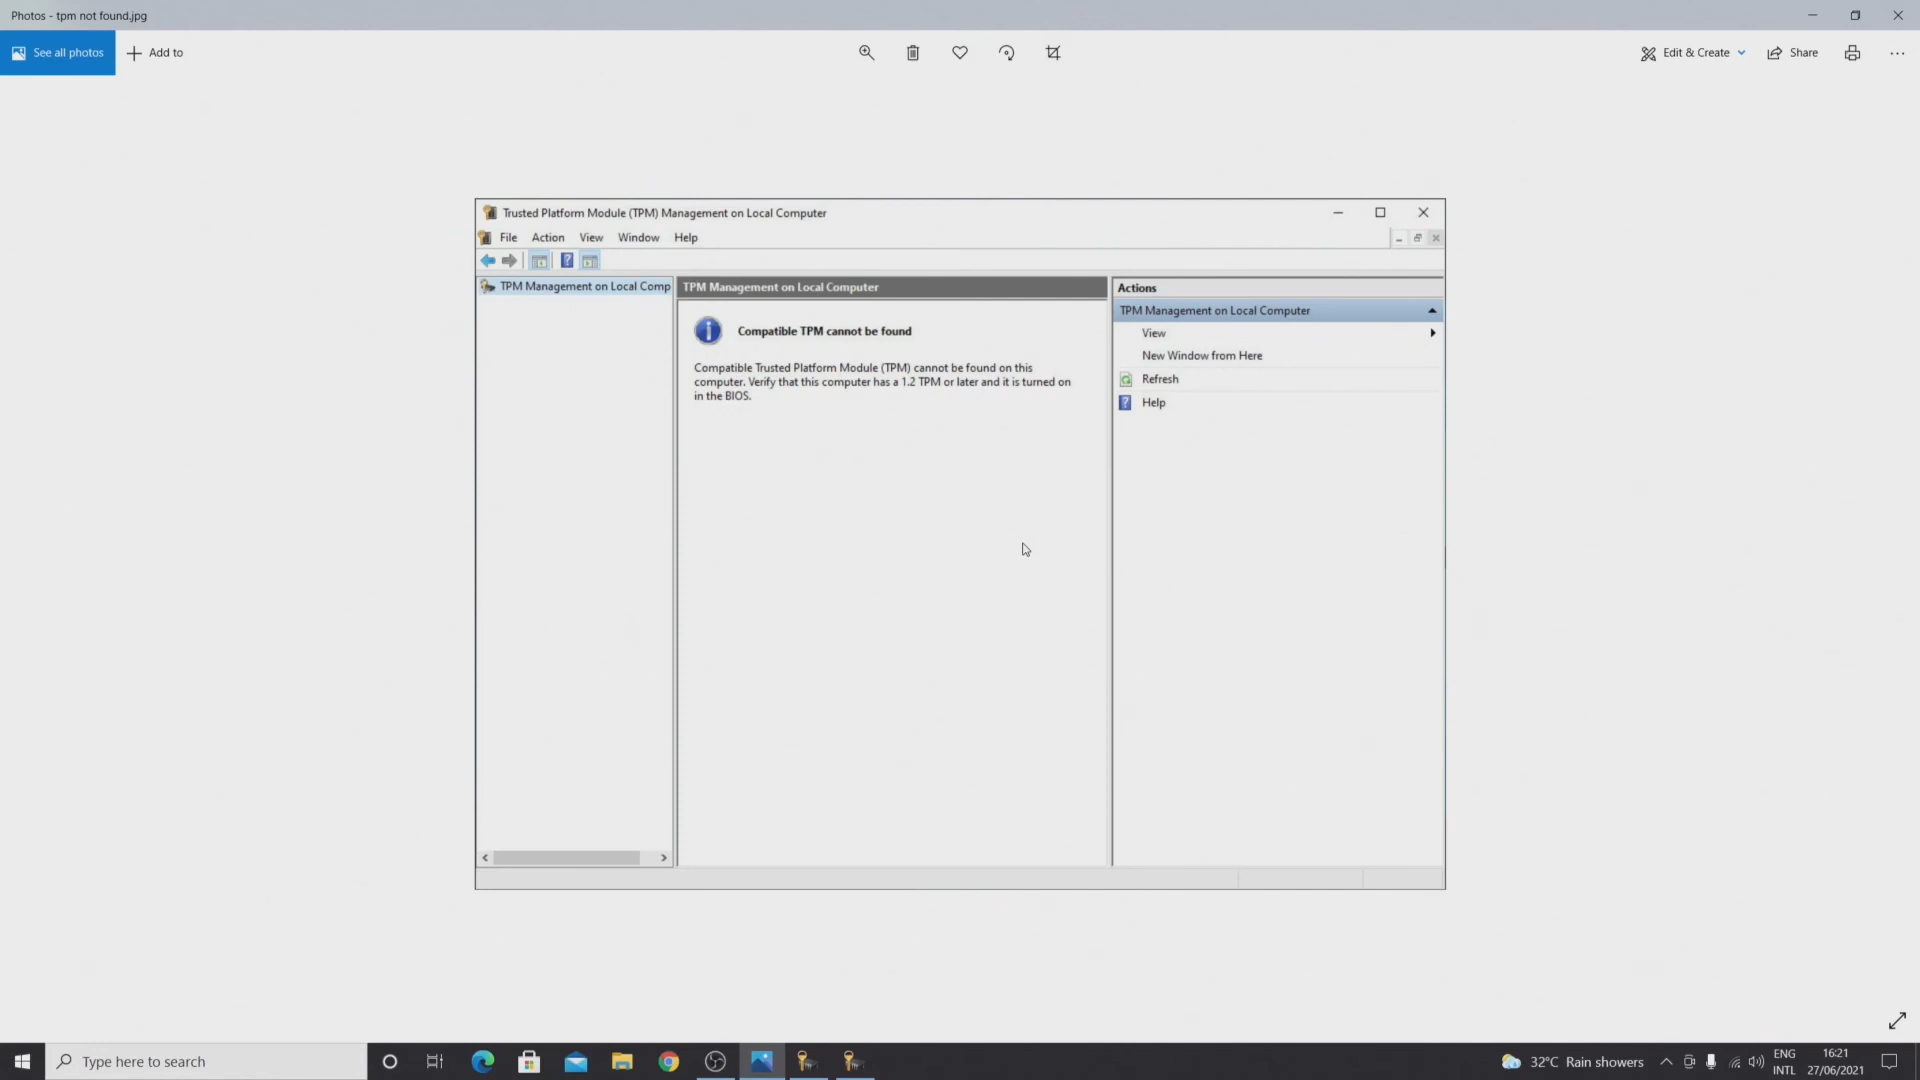 Photos - tpm not found.jpg
See all photos
Add to
Edit & Create
Share
Trusted Platform Module (TPM) Management on Local Computer
File Action View Window Help
TPM Management on Local Comp
TPM Management on Local Computer
Compatible TPM cannot be found
Compatible Trusted Platform Module (TPM) cannot be found on this
computer. Verify that this computer has a 1.2 TPM or later and it is turned on
in the BIOS.
Actions
TPM Management on Local Computer
View
New Window from Here
Refresh
Help
Type here to search
32°C Rain showers
ENG
INTL
16:21
27/06/2021